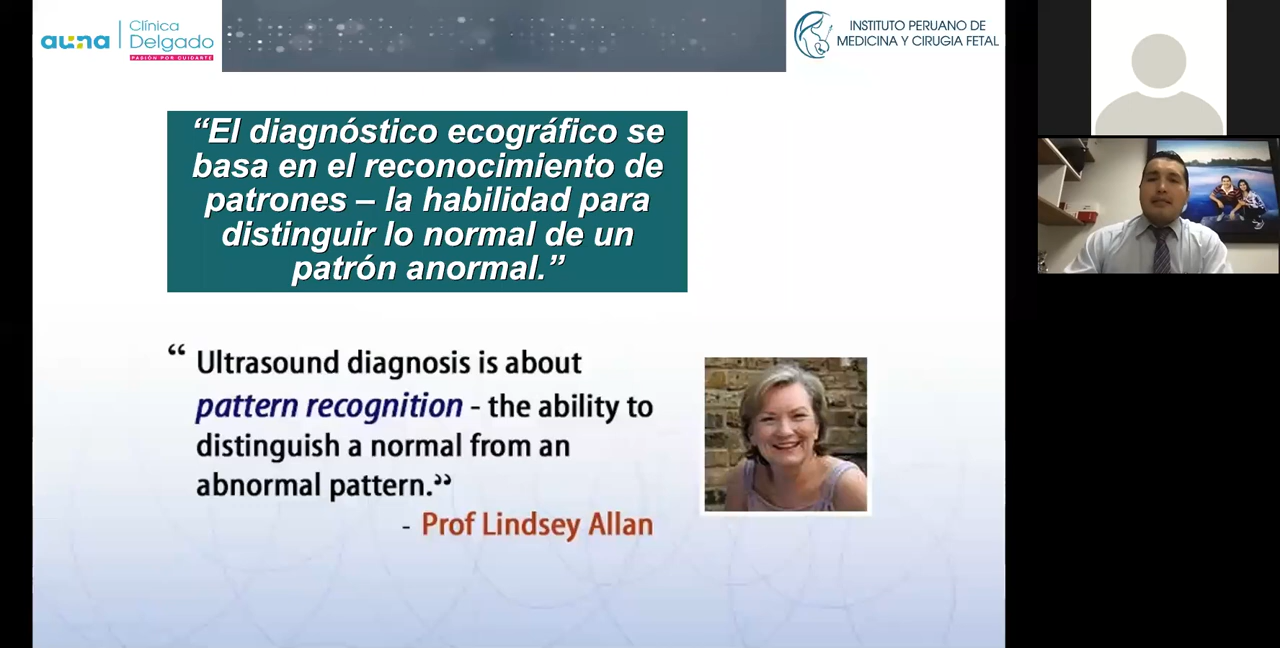 auna
Clínica
Delgado
PASIÓN POR CUIDARTE
INSTITUTO PERUANO DE
MEDICINA Y CIRUGIA FETAL
“El diagnóstico ecográfico se
basa en el reconocimiento de
patrones – la habilidad para
distinguir lo normal de un
patrón anormal.”
“ Ultrasound diagnosis is about
pattern recognition - the ability to
distinguish a normal from an
abnormal pattern.”
- Prof Lindsey Allan